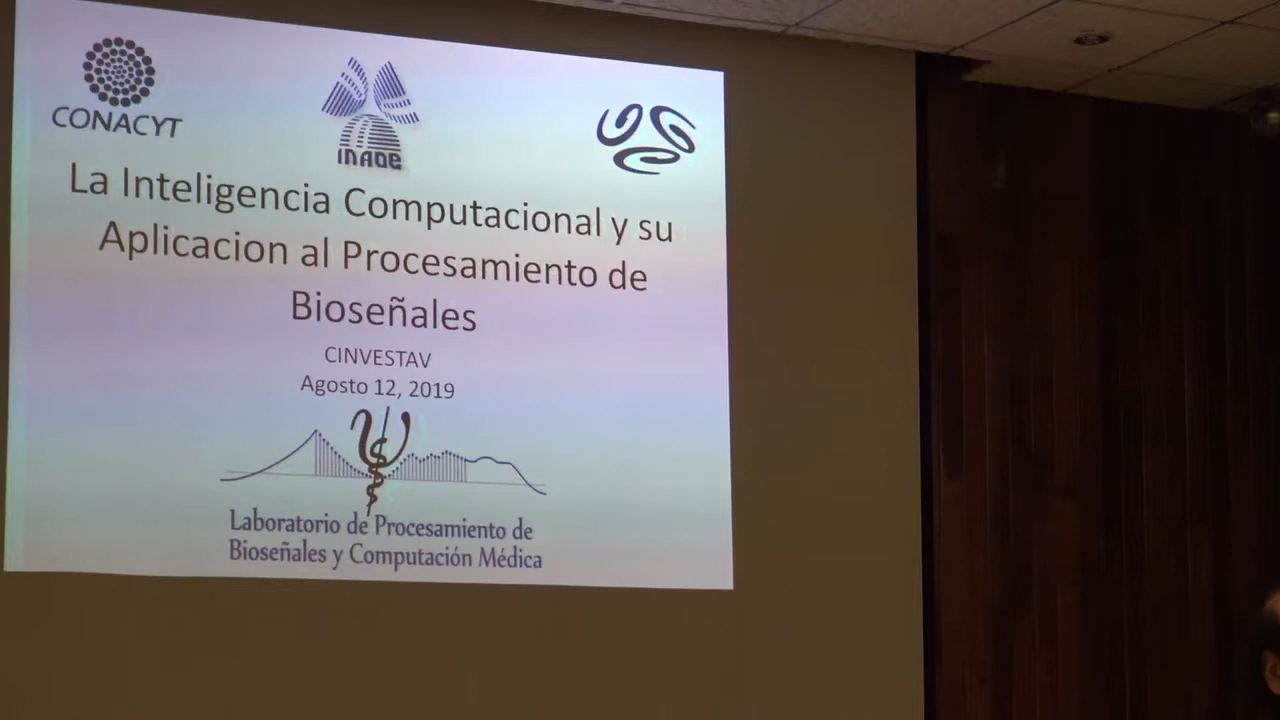 CONACYT
INAOE
La Inteligencia Computacional y su
Aplicacion al Procesamiento de
Bioseñales
CINVESTAV
Agosto 12, 2019
Laboratorio de Procesamiento de
Bioseñales y Computación Médica